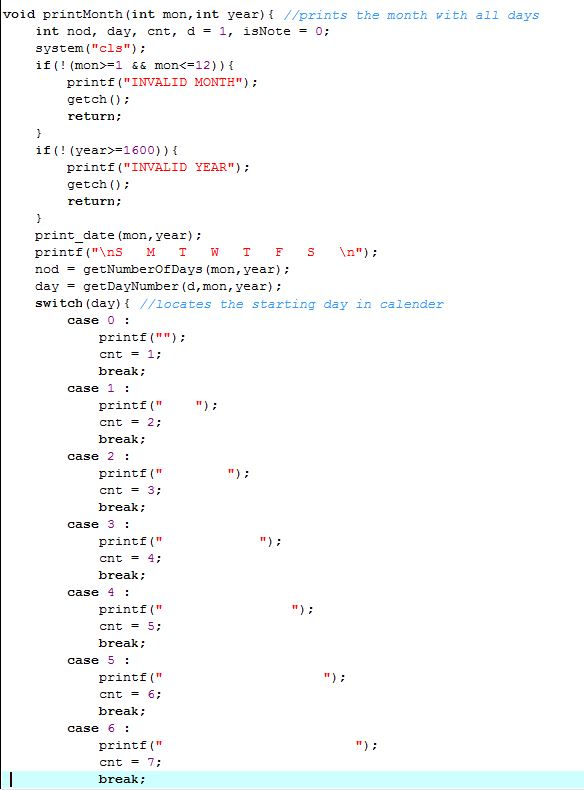 void printMonth(int mon,int year){ //prints the month with all days
    int nod, day, cnt, d = 1, isNote = 0;
    system("cls");
    if(!(mon>=1 && mon<=12)){
        printf("INVALID MONTH");
        getch();
        return;
    }
    if(!(year>=1600)){
        printf("INVALID YEAR");
        getch();
        return;
    }
    print_date(mon,year);
    printf("\nS   M   T   W   T   F   S   \n");
    nod = getNumberOfDays(mon,year);
    day = getDayNumber(d,mon,year);
    switch(day){ //locates the starting day in calender
        case 0 :
            printf("");
            cnt = 1;
            break;
        case 1 :
            printf("    ");
            cnt = 2;
            break;
        case 2 :
            printf("        ");
            cnt = 3;
            break;
        case 3 :
            printf("            ");
            cnt = 4;
            break;
        case 4 :
            printf("                ");
            cnt = 5;
            break;
        case 5 :
            printf("                    ");
            cnt = 6;
            break;
        case 6 :
            printf("                        ");
            cnt = 7;
            break;